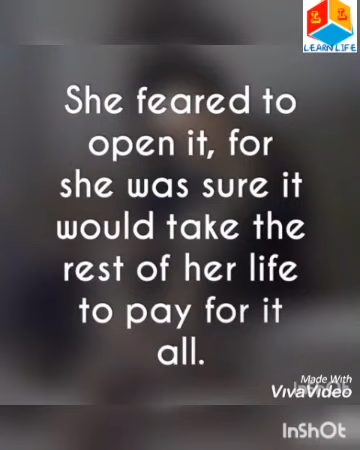 L L
LEARN LIFE
She feared to
open it, for
she was sure it
would take the
rest of her life
to pay for it
all.
Made With
VivaVideo
InShOt